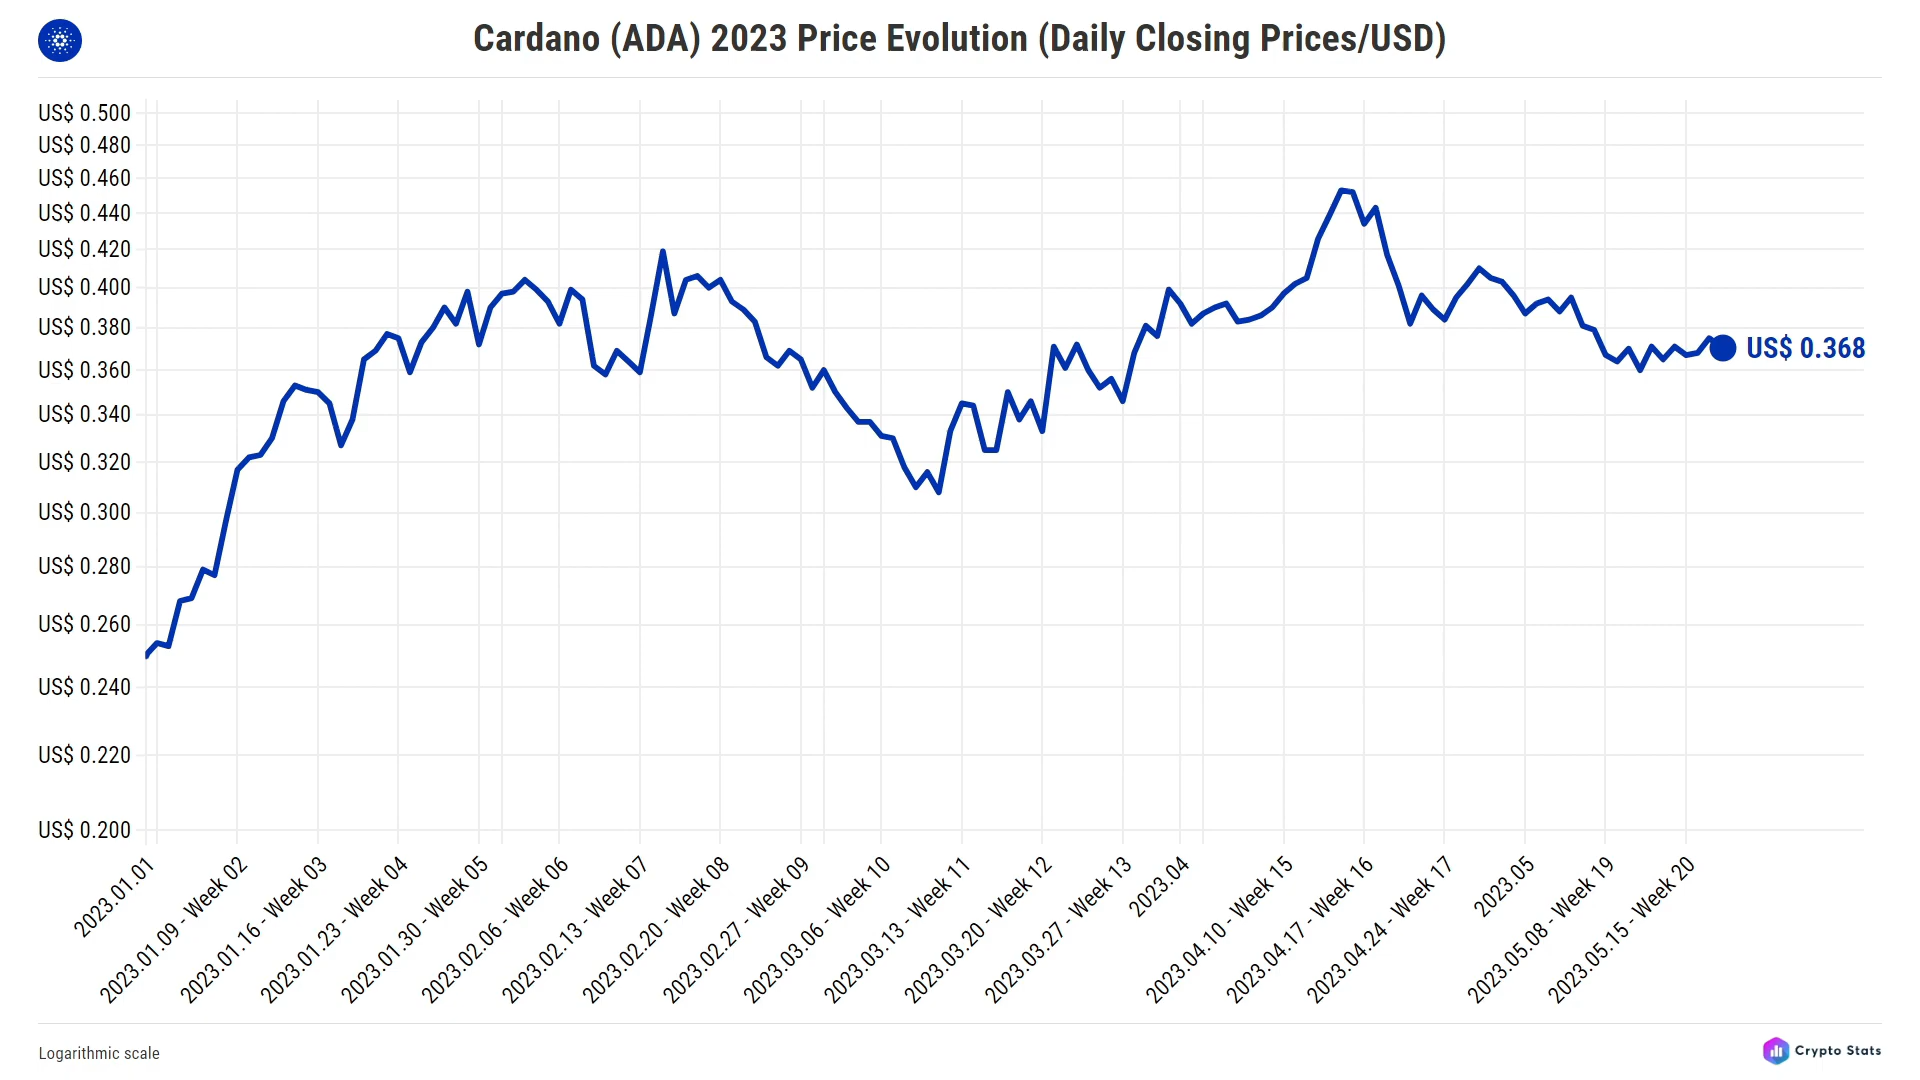 Cardano (ADA) 2023 Price Evolution (Daily Closing Prices/USD)
US$ 0.500
US$ 0.480
US$ 0.460
US$ 0.440
US$ 0.420
US$ 0.400
US$ 0.380
US$ 0.360
US$ 0.340
US$ 0.320
US$ 0.300
US$ 0.280
US$ 0.260
US$ 0.240
US$ 0.220
US$ 0.200
US$ 0.368
2023.01.01
2023.01.09 - Week 02
2023.01.16 - Week 03
2023.01.23 - Week 04
2023.01.30 - Week 05
2023.02.06 - Week 06
2023.02.13 - Week 07
2023.02.20 - Week 08
2023.02.27 - Week 09
2023.03.06 - Week 10
2023.03.13 - Week 11
2023.03.20 - Week 12
2023.03.27 - Week 13
2023.04
2023.04.10 - Week 15
2023.04.17 - Week 16
2023.04.24 - Week 17
2023.05
2023.05.08 - Week 19
2023.05.15 - Week 20
Logarithmic scale
Crypto Stats